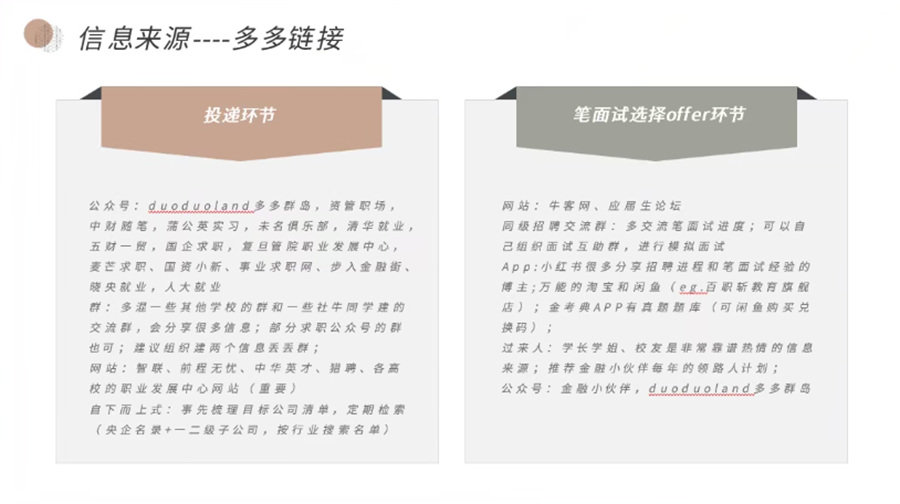 信息来源----多多链接
投递环节
公众号：duoduoland多多群岛，资管职场，
中财随笔，蒲公英实习，未名俱乐部，清华就业，
五财一贸，国企求职，复旦管院职业发展中心，
麦芒求职、国资小新、事业求职网、步入金融街、
晓央就业，人大就业
群：多混一些其他学校的群和一些社牛同学建的
交流群，会分享很多信息；部分求职公众号的群
也可；建议组织建两个信息丢丢群；
网站：智联、前程无忧、中华英才、猎聘、各高
校的职业发展中心网站（重要）
自下而上式：事先梳理目标公司清单，定期检索
（央企名录+一二级子公司，按行业搜索名单）
笔面试选择offer环节
网站：牛客网、应届生论坛
同级招聘交流群：多交流笔面试进度；可以自
己组织面试互助群，进行模拟面试
App:小红书很多分享招聘进程和笔面试经验的
博主;万能的淘宝和闲鱼（eg.百职斩教育旗舰
店）；金考典APP有真题题库（可闲鱼购买兑
换码）；
过来人：学长学姐、校友是非常靠谱热情的信息
来源；推荐金融小伙伴每年的领路人计划；
公众号：金融小伙伴，duoduoland多多群岛